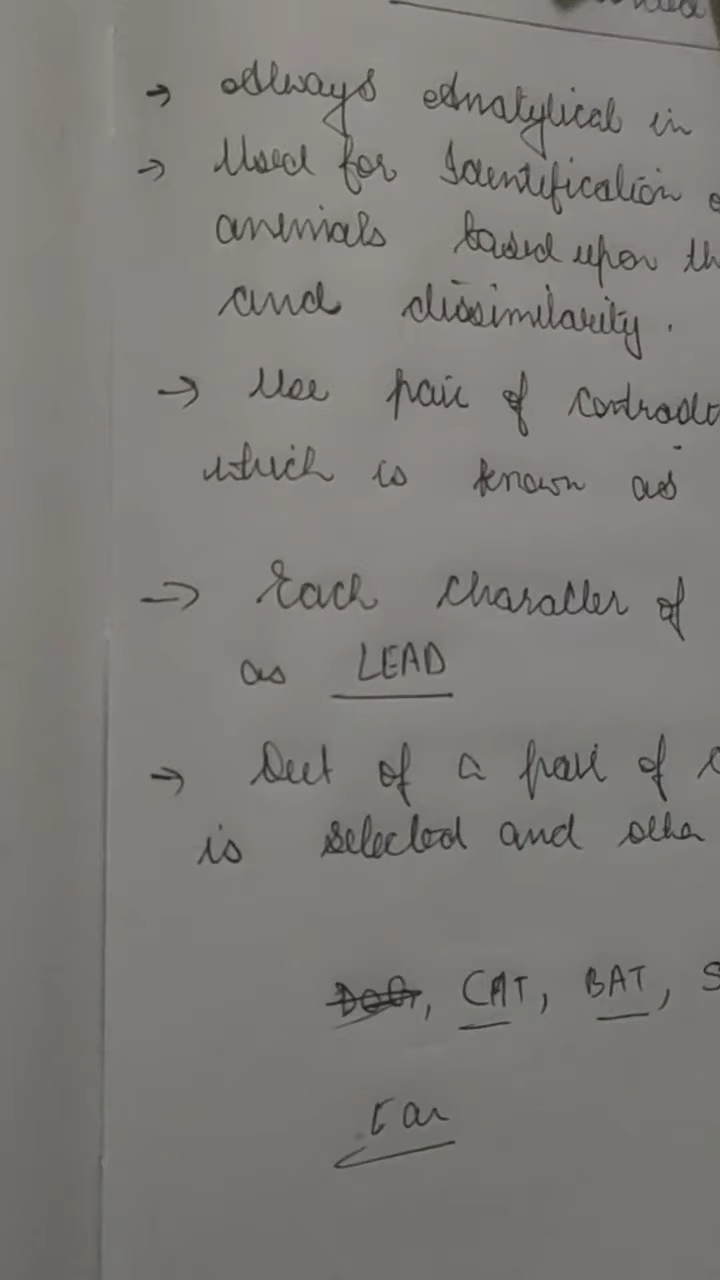 → Always Analytical in
→ Used for Identification
animals based upon
and dissimilarity.
→ Use pair of
which is known as
→ Each character of
as LEAD
→ Out of a pair of
is selected and other
CAT, BAT,
Ear